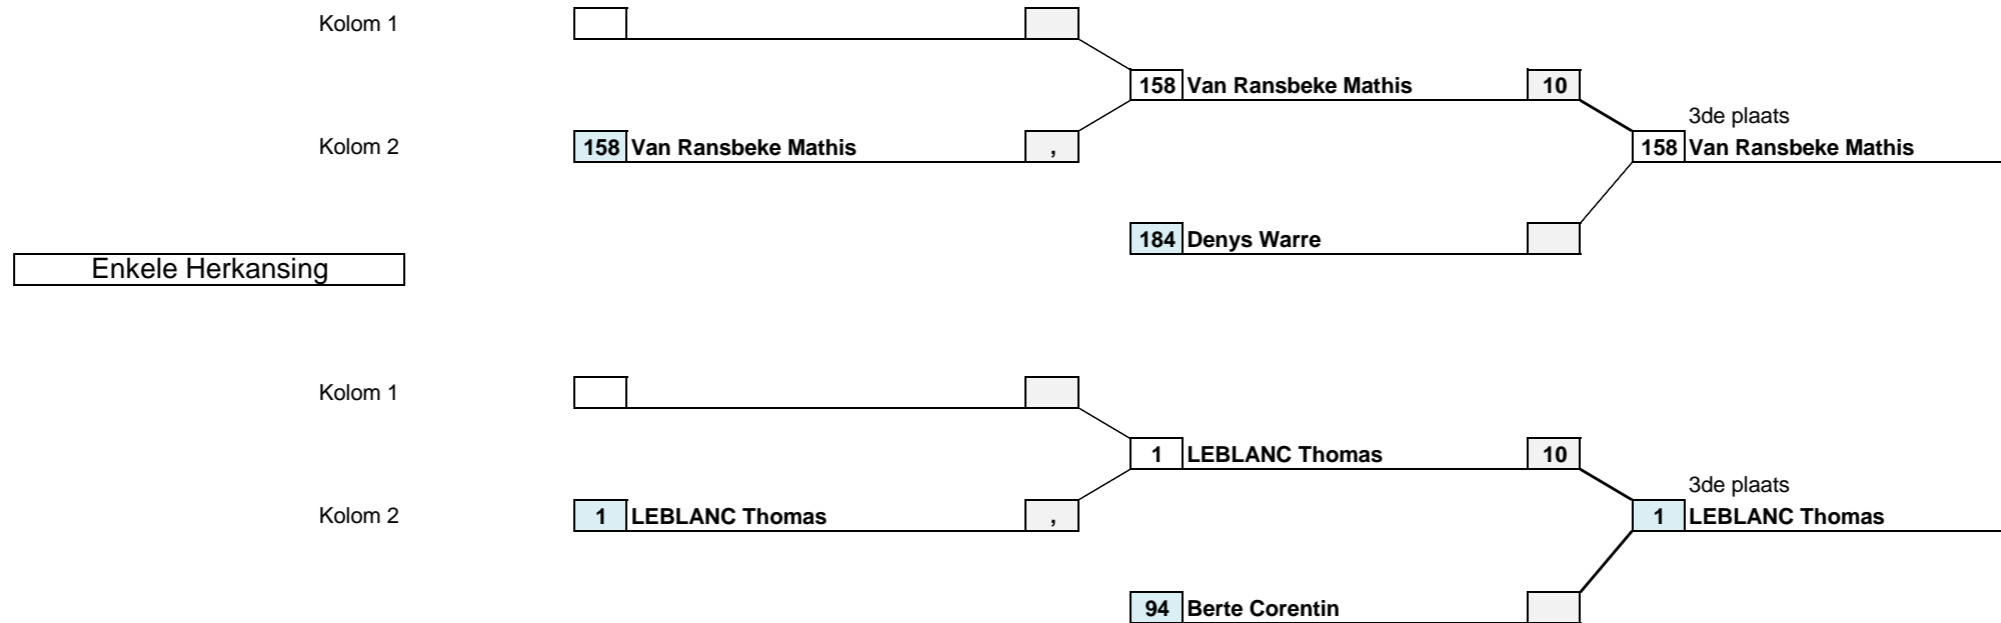 Kolom 1
158 Van Ransbeke Mathis 10
3de plaats
Kolom 2 158 Van Ransbeke Mathis , 158 Van Ransbeke Mathis
184 Denys Warre
Enkele Herkansing
Kolom 1
1 LEBLANC Thomas 10
3de plaats
Kolom 2 1 LEBLANC Thomas , 1 LEBLANC Thomas
94 Berte Corentin